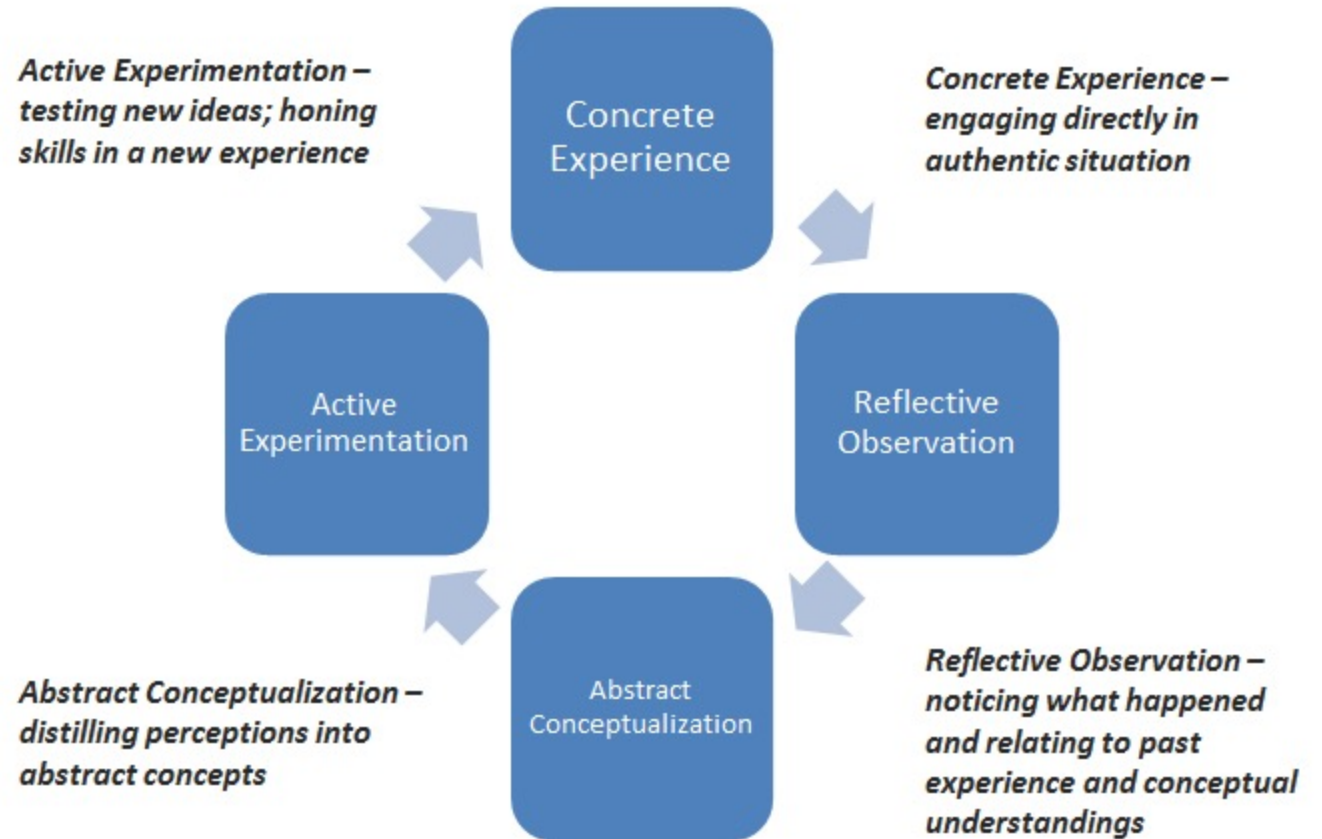 Active Experimentation –
testing new ideas; honing
skills in a new experience
Concrete
Experience
Concrete Experience –
engaging directly in
authentic situation
Active
Experimentation
Reflective
Observation
Abstract Conceptualization –
distilling perceptions into
abstract concepts
Abstract
Conceptualization
Reflective Observation –
noticing what happened
and relating to past
experience and conceptual
understandings